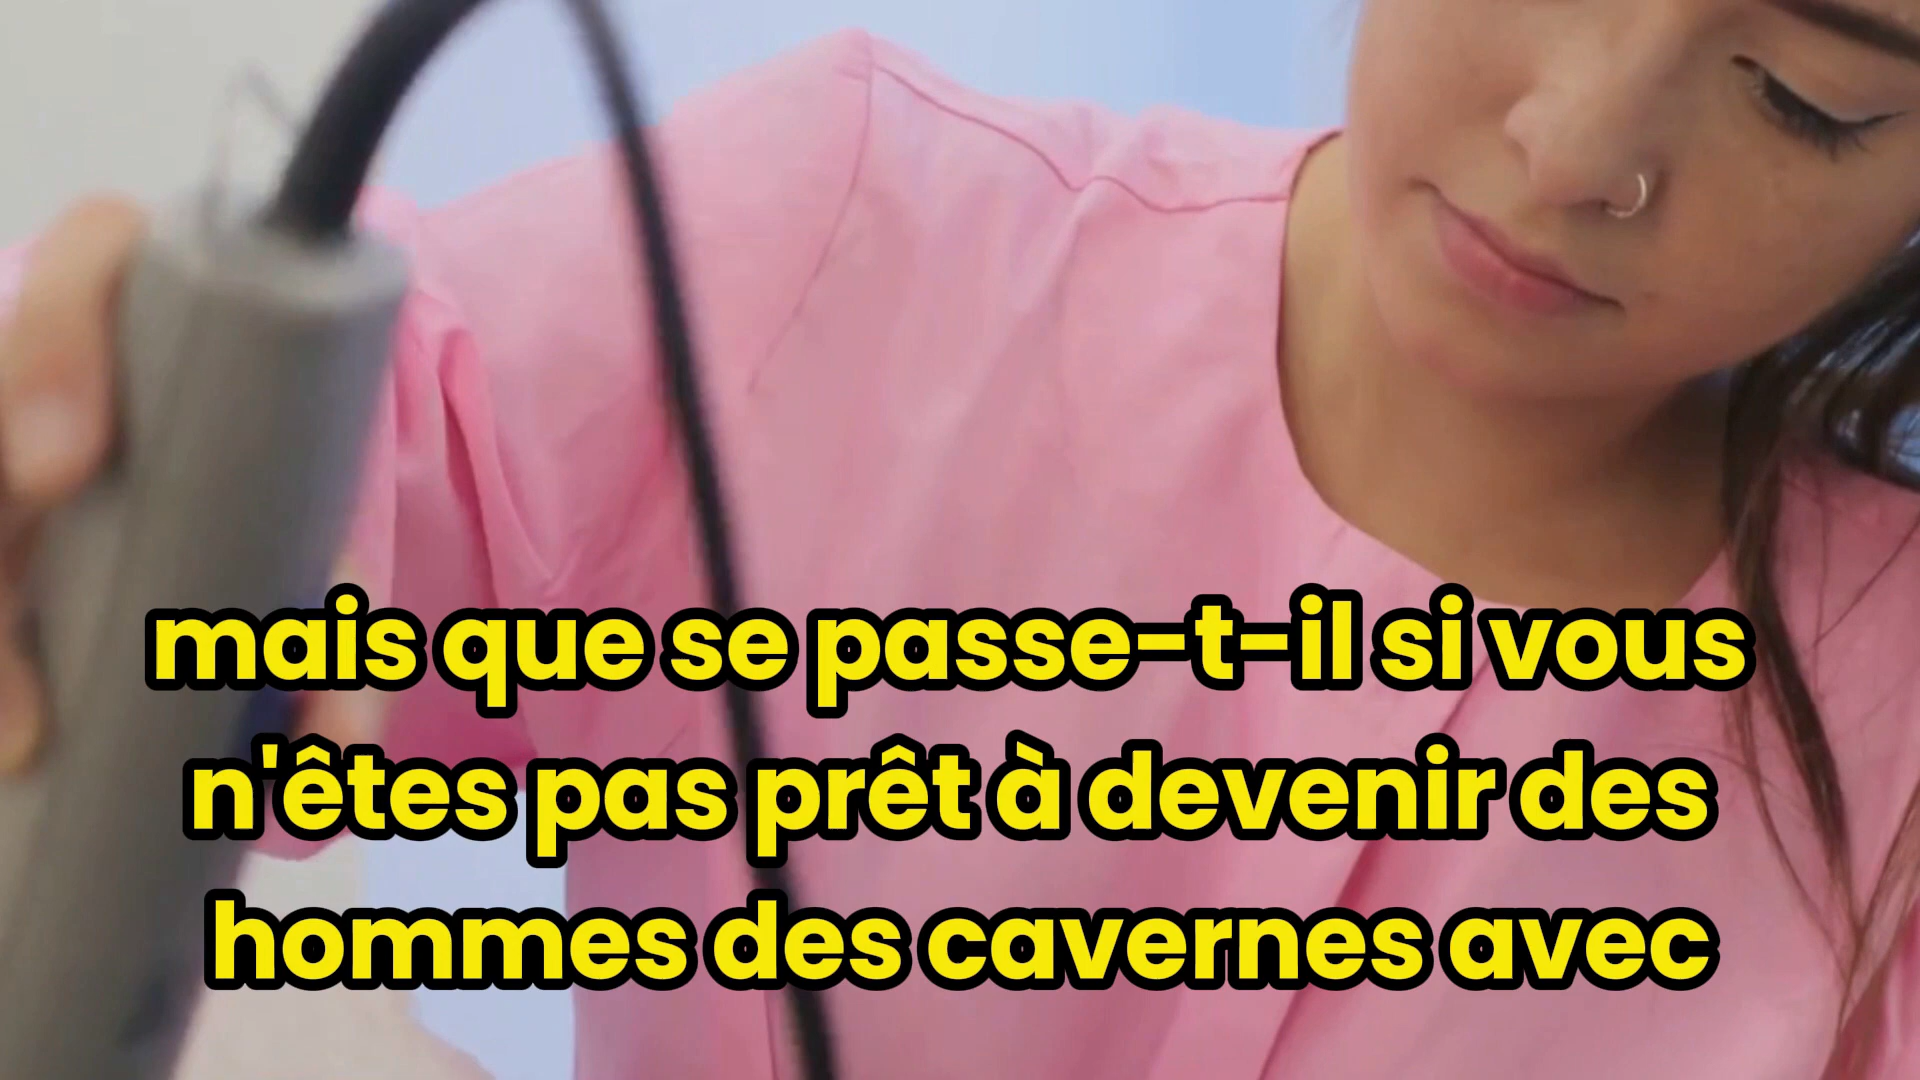 mais que se passe-t-il si vous
n'êtes pas prêt à devenir des
hommes des cavernes avec